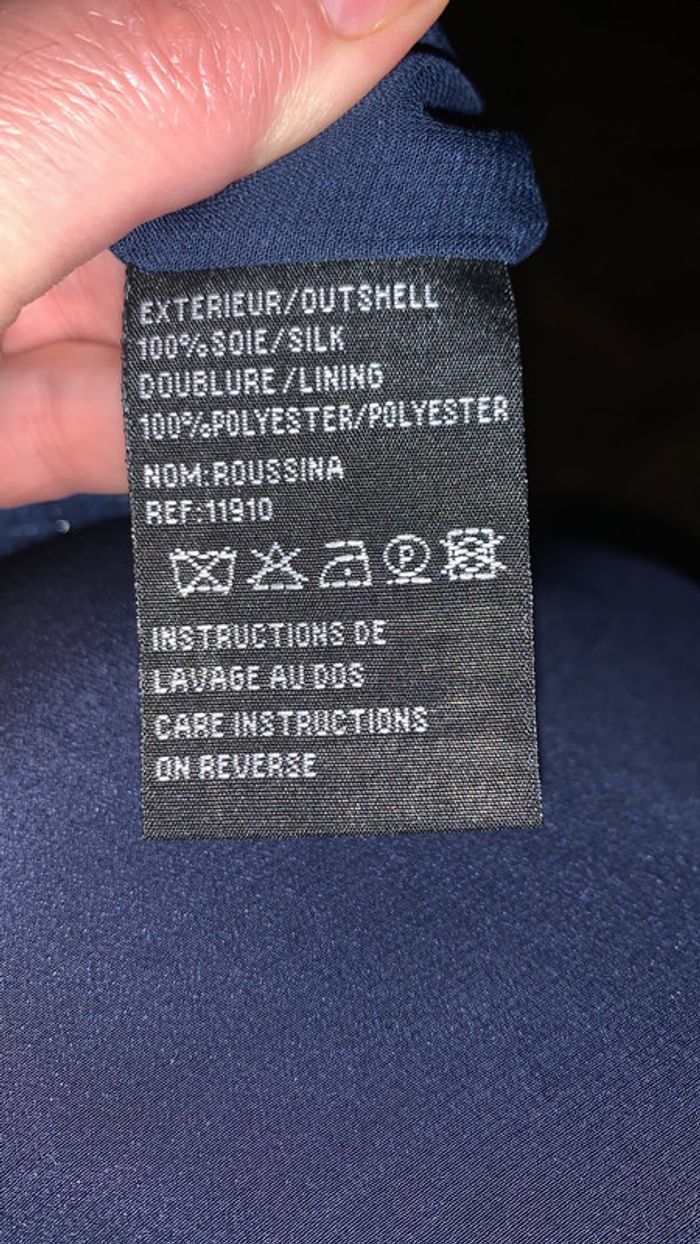 EXTERIEUR/OUTSHELL
100%SOIE/SILK
DOUBLURE/LINING
100%POLYESTER/POLYESTER
NOM:ROUSSINA
REF:11910
P
INSTRUCTIONS DE
LAVAGE AU DOS
CARE INSTRUCTIONS
ON REVERSE